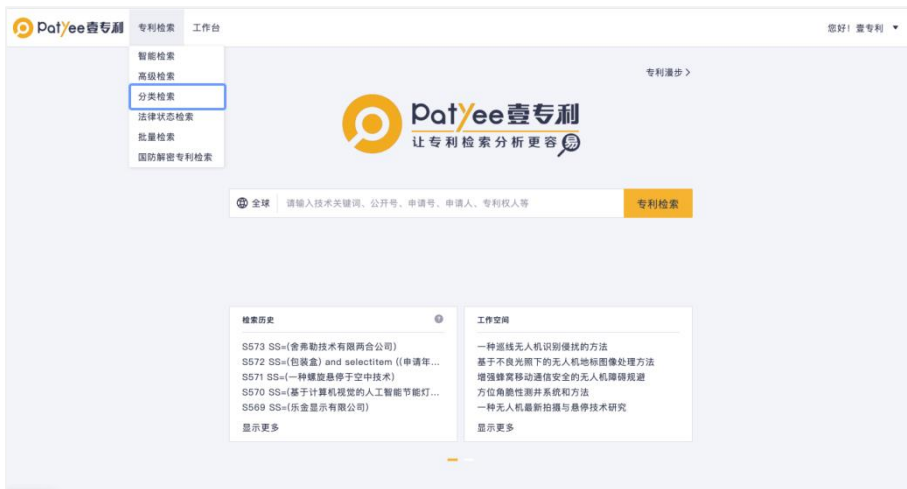 Patyee壹专利 专利检索 工作台 您好！壹专利
智能检索
高级检索
分类检索
法律状态检索
批量检索
国防解密专利检索
专利漫步
Patyee壹专利
让专利检索分析更容易
全球 请输入技术关键词、公开号、申请号、申请人、专利权人等 专利检索
检索历史
S573 SS=(舍弗勒技术有限两合公司)
S572 SS=(包装盒) and selectitem ((申请年...
S571 SS=(一种螺旋悬停于空中技术)
S570 SS=(基于计算机视觉的人工智能节能灯...
S569 SS=(乐金显示有限公司)
显示更多
工作空间
一种巡线无人机识别侵扰的方法
基于不良光照下的无人机地标图像处理方法
增强蜂窝移动通信安全的无人机障碍规避
方位角脆性测井系统和方法
一种无人机最新拍摄与悬停技术研究
显示更多